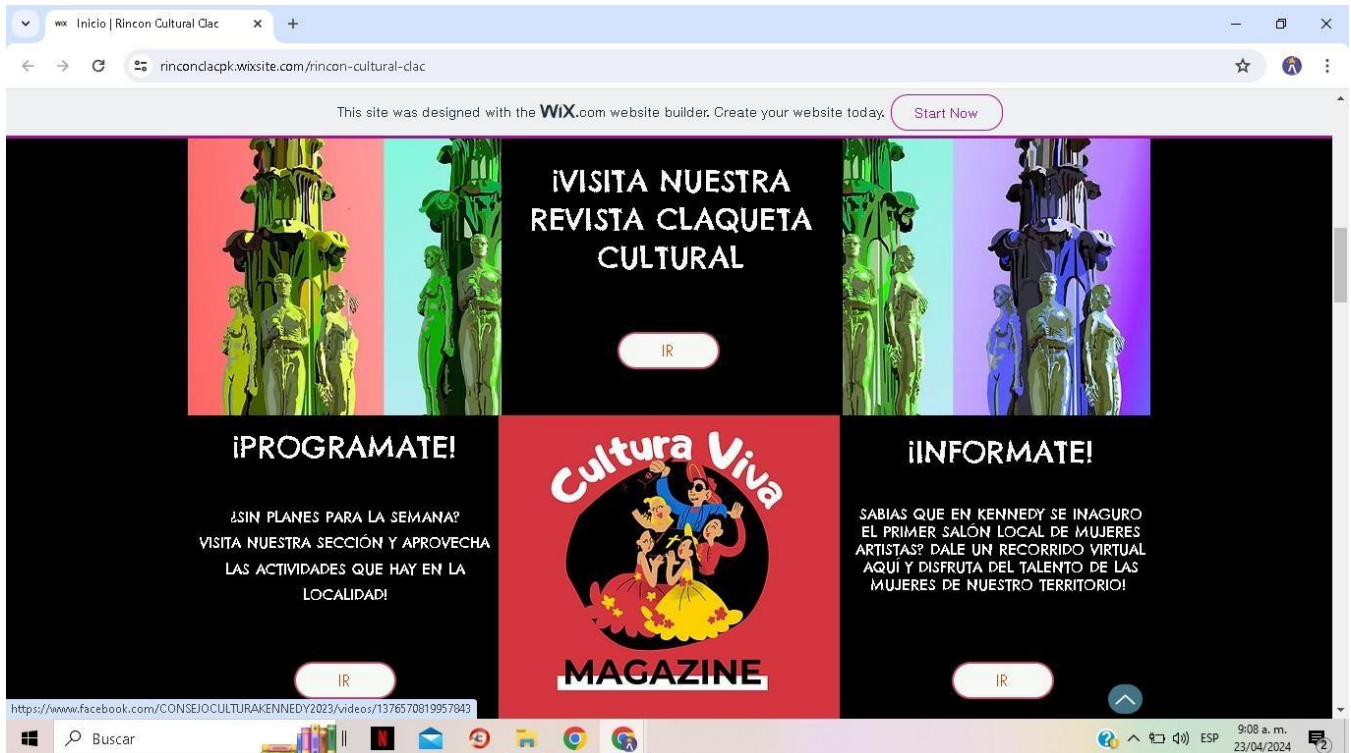 Inicio | Rincon Cultural Clac
rinconclacpk.wixsite.com/rincon-cultural-clac
This site was designed with the WiX.com website builder. Create your website today.
Start Now
¡VISITA NUESTRA
REVISTA CLAQUETA
CULTURAL
IR
¡PROGRAMATE!
¿SIN PLANES PARA LA SEMANA?
VISITA NUESTRA SECCIÓN Y APROVECHA
LAS ACTIVIDADES QUE HAY EN LA
LOCALIDAD!
IR
Cultura Viva
MAGAZINE
¡INFORMATE!
SABIAS QUE EN KENNEDY SE INAGURO
EL PRIMER SALÓN LOCAL DE MUJERES
ARTISTAS? DALE UN RECORRIDO VIRTUAL
AQUÍ Y DISFRUTA DEL TALENTO DE LAS
MUJERES DE NUESTRO TERRITORIO!
IR
https://www.facebook.com/CONSEJOCULTURAKENNEDY2023/videos/1376570819957843
Buscar
ESP
9:08 a. m.
23/04/2024